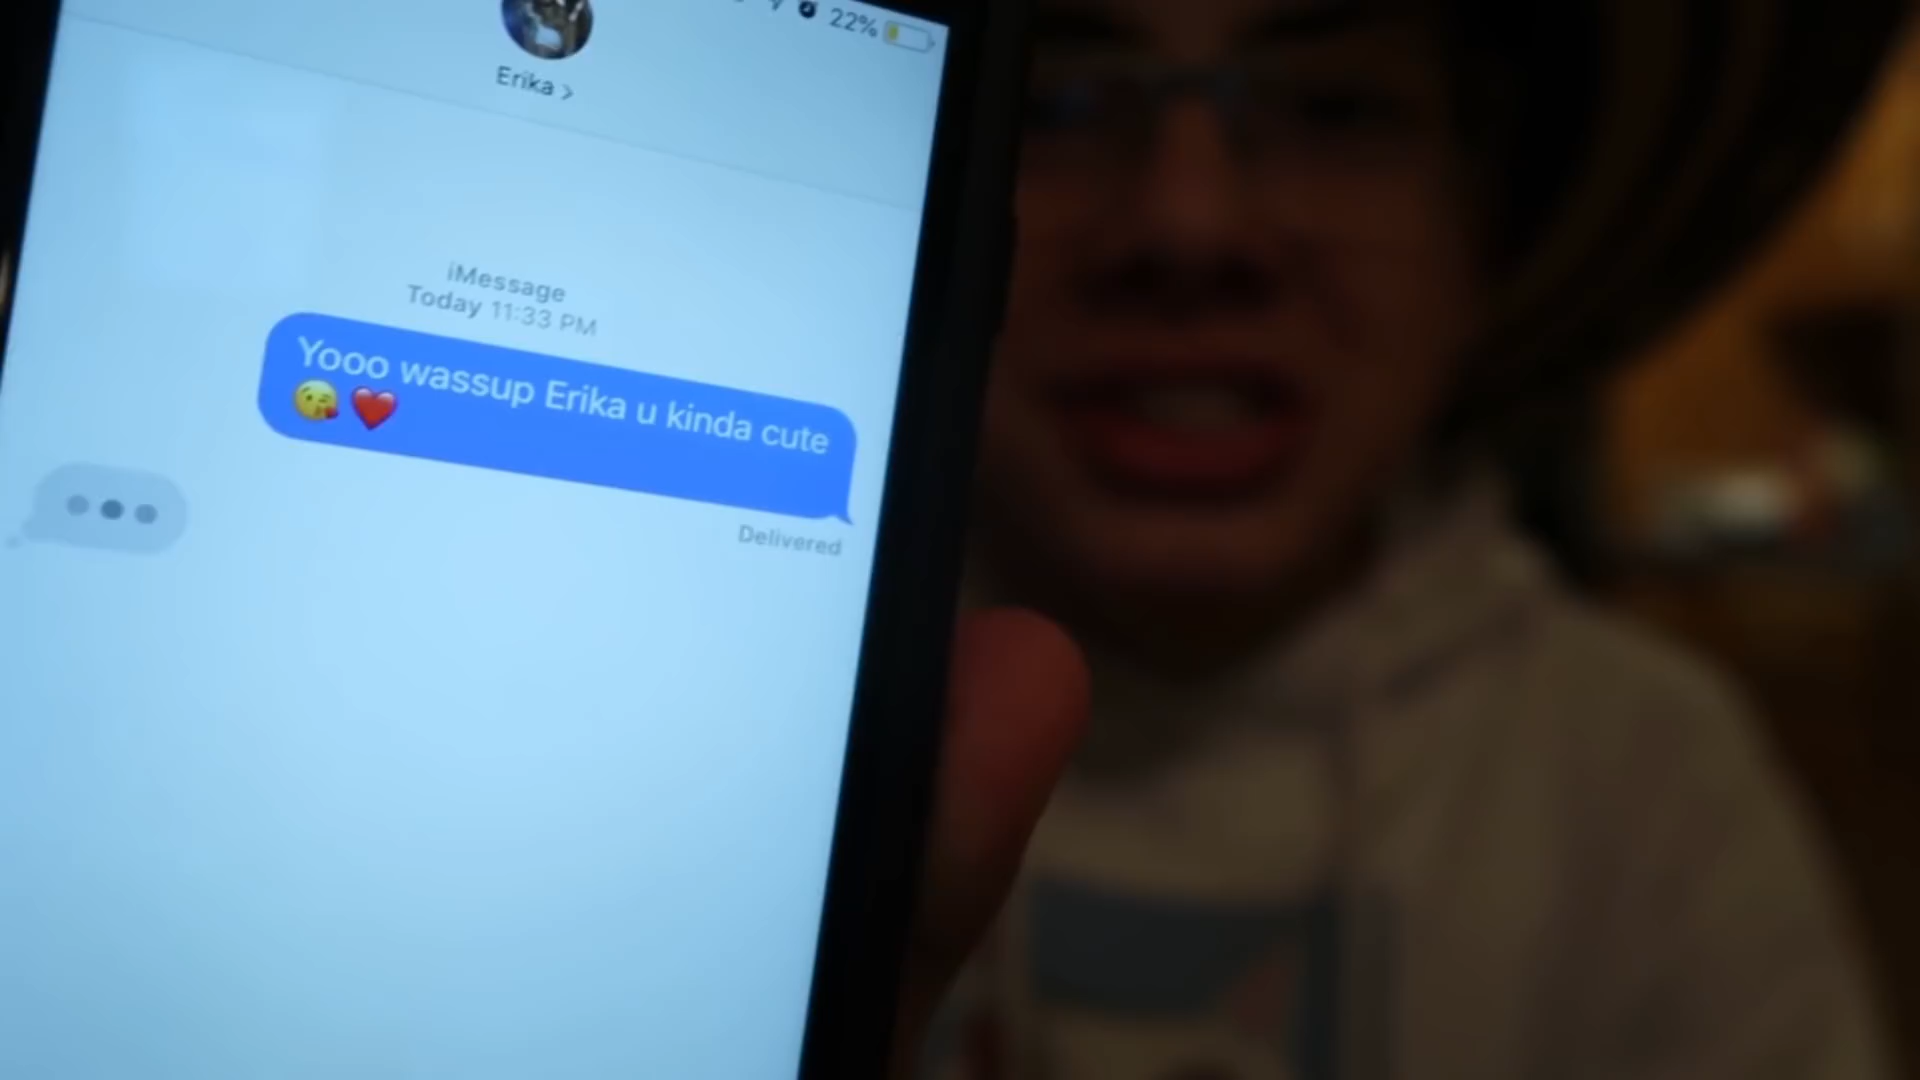 22%
Erika >
iMessage
Today 11:33 PM
Yooo wassup Erika u kinda cute
😘❤️
Delivered